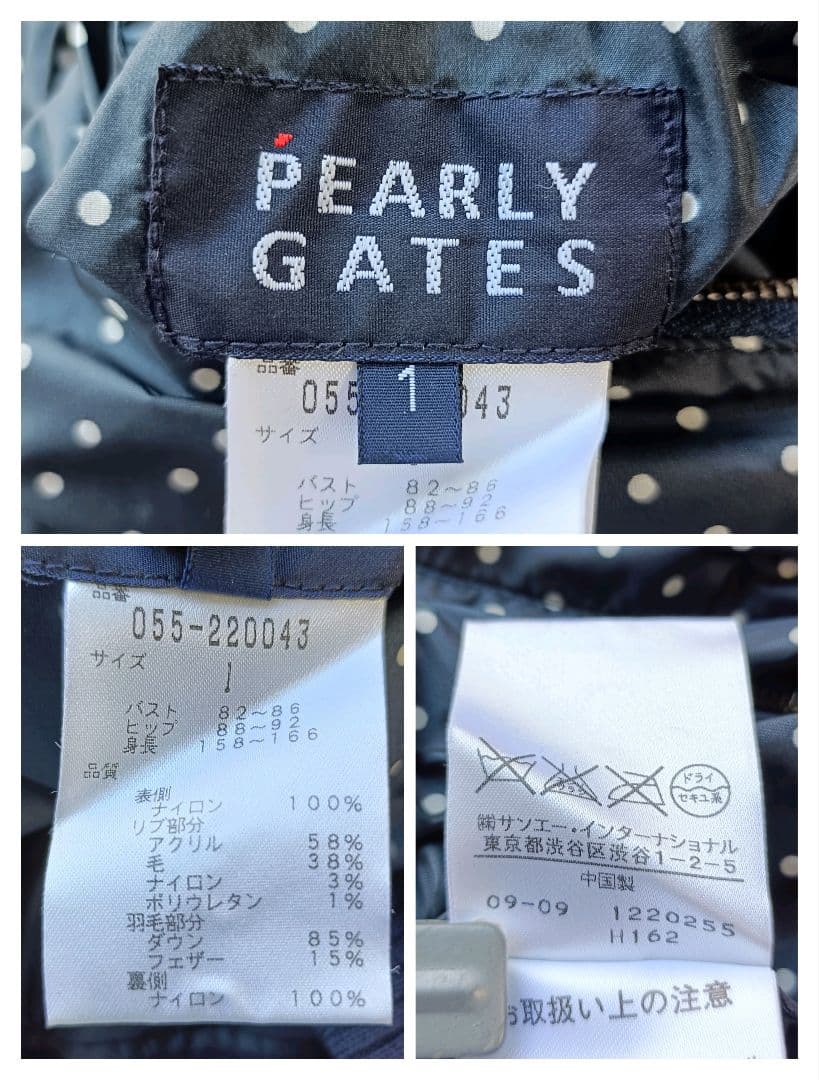 PEARLY
GATES
1
品番
055 043
サイズ
バスト 82～86
ヒップ 88～92
身長 158～166
品番
055-220043
サイズ
1
バスト 82～86
ヒップ 88～92
身長 158～166
品質
表側
ナイロン 100%
リブ部分
アクリル 58%
毛 38%
ナイロン 3%
ポリウレタン 1%
羽毛部分
ダウン 85%
フェザー 15%
裏側
ナイロン 100%
エンソ
ドライ
セキユ系
㈱サンエー・インターナショナル
東京都渋谷区渋谷1-2-5
中国製
09-09 1220255
H162
お取扱い上の注意